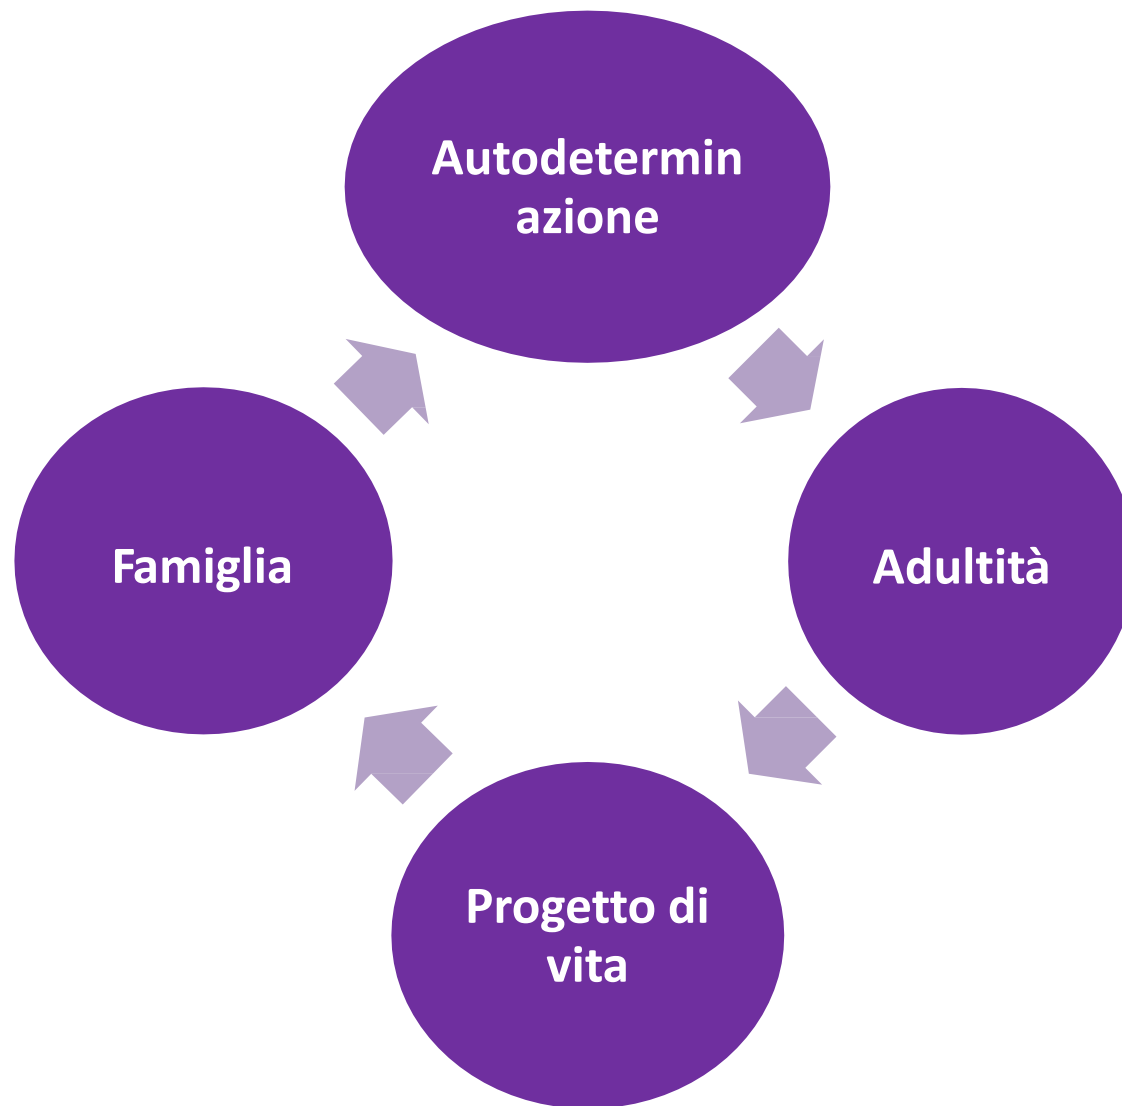 Autodetermin
azione
Famiglia
Adultità
Progetto di
vita